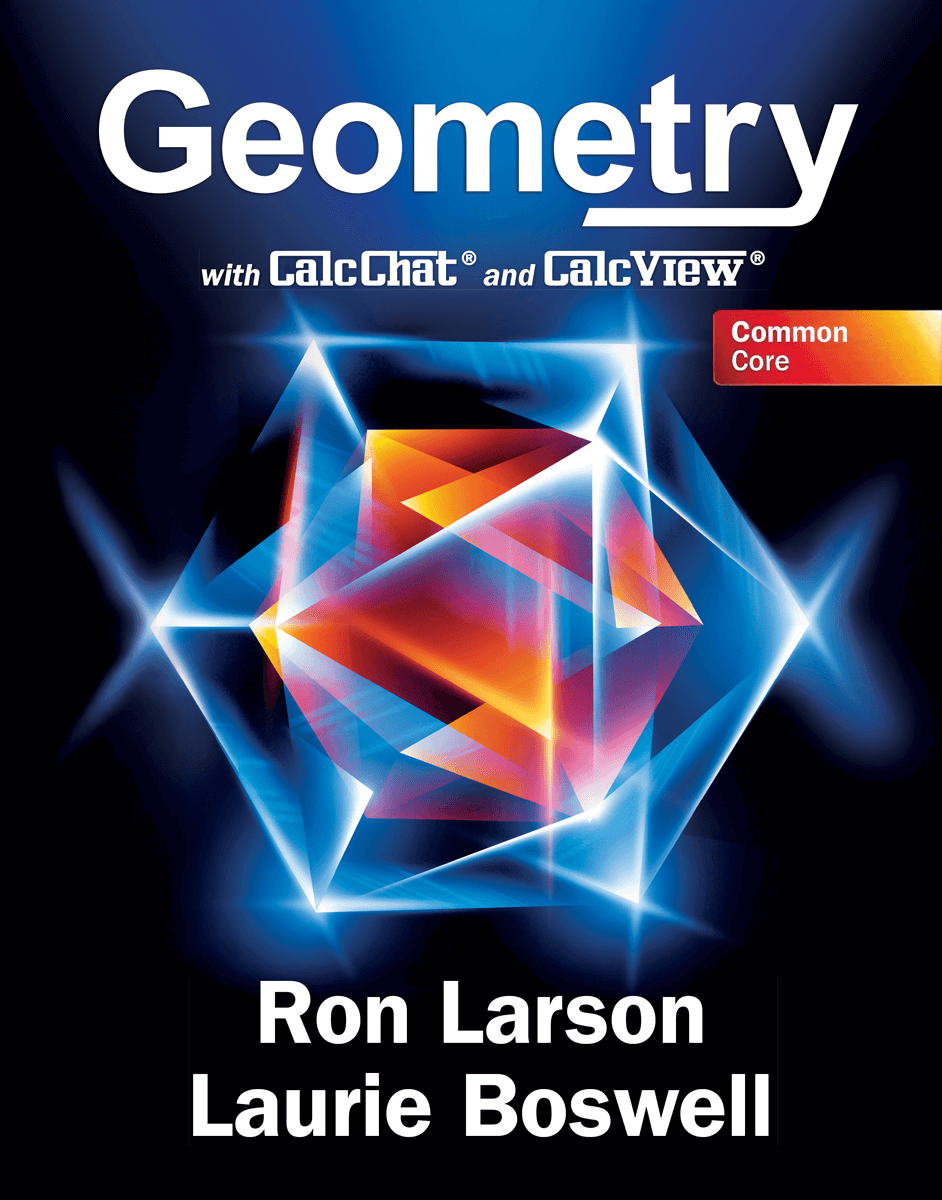 Geometry
with CalcChat® and CalcView®
Common
Core
Ron Larson
Laurie Boswell